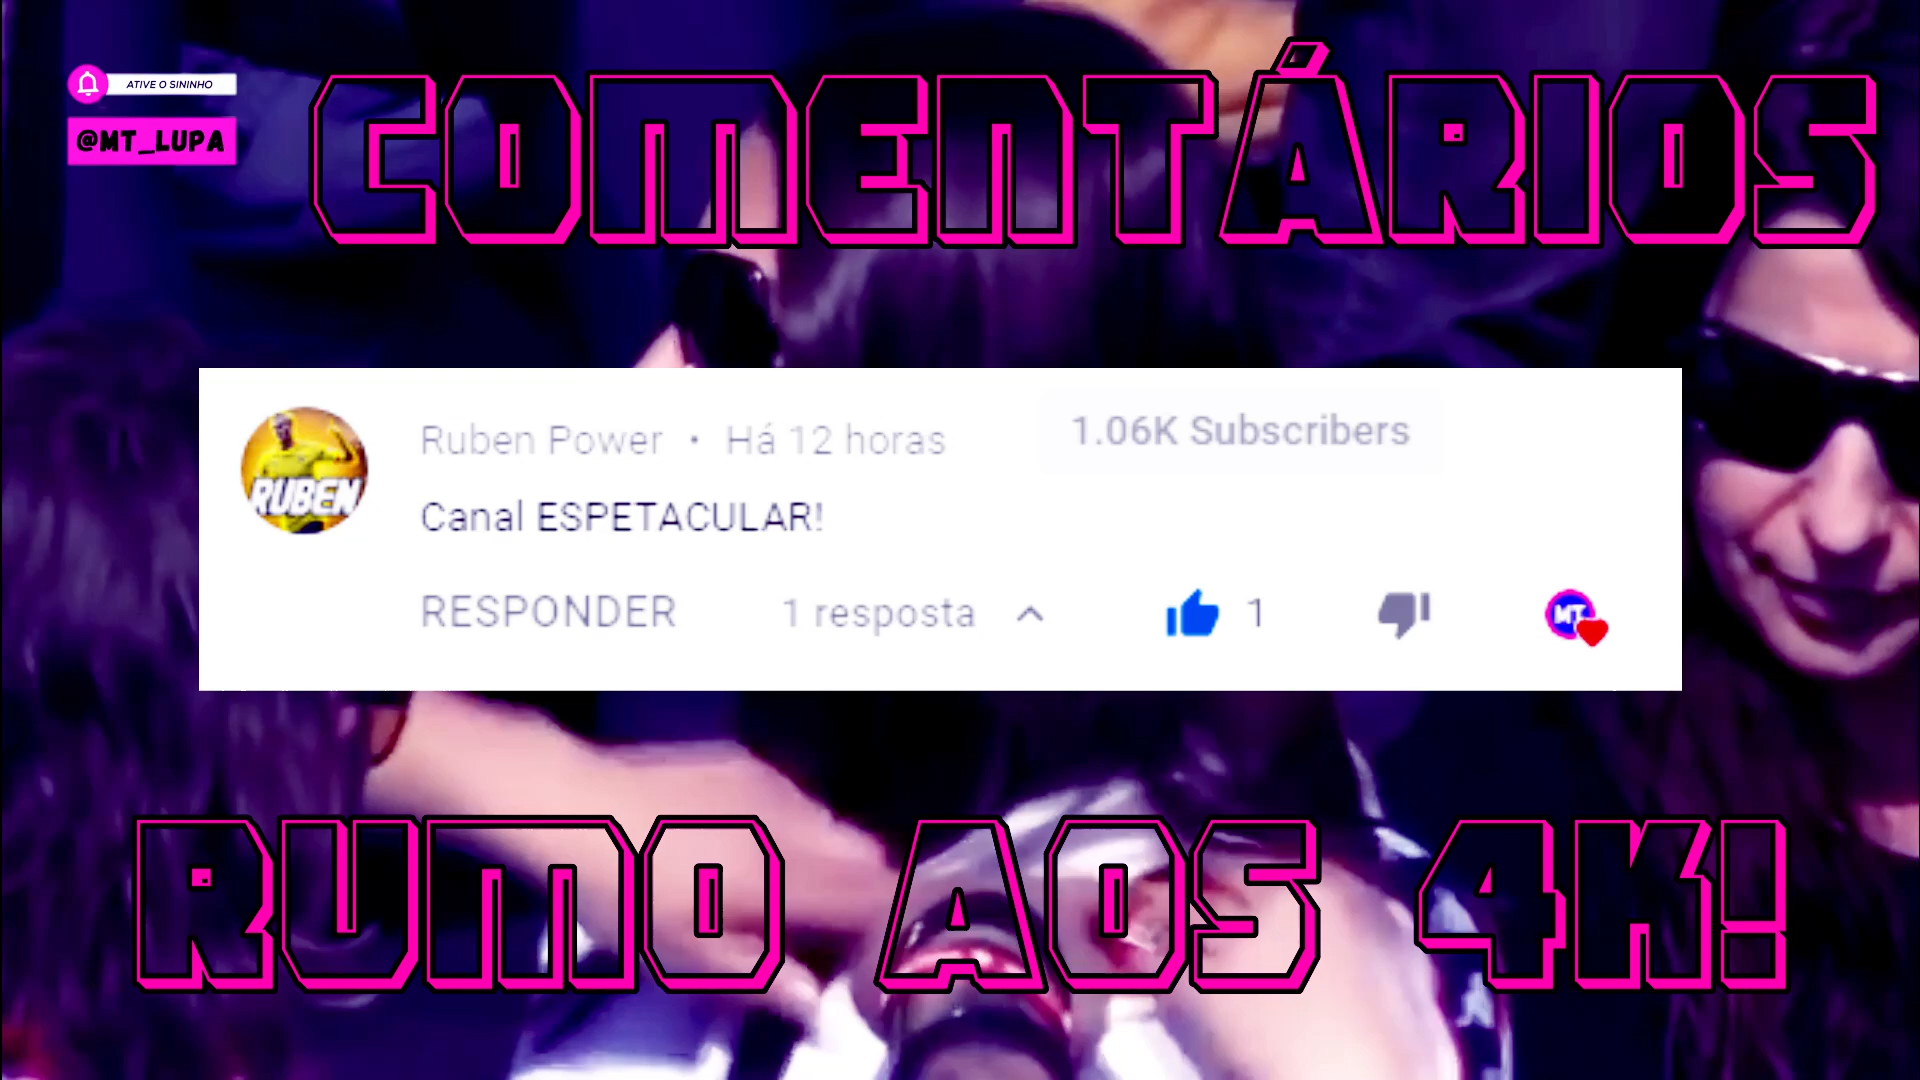 ATIVE O SININHO
@MT_LUPA
COMENTÁRIOS
Ruben Power • Há 12 horas
1.06K Subscribers
RUBEN
Canal ESPETACULAR!
RESPONDER
1 resposta
1
MT
RUMO AOS 4K!